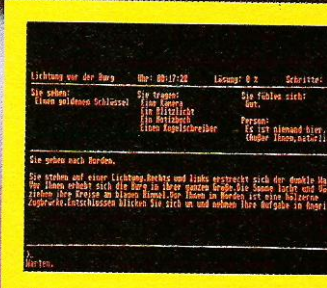 Lichtung vor der Burg Uhr: 00:17:22 Lösung: 0 % Schritte:
Sie sehen: Sie tragen: Sie fühlen sich:
Einen goldenen Schlüssel Eine Kamera Gut.
Ein Blitzlicht
Ein Notizbuch Person:
Einen Kugelschreiber Es ist niemand hier.
(Außer Ihnen, natürli
Sie gehen nach Norden.
Sie stehen auf einer Lichtung.Rechts und links erstreckt sich der dunkle Wa
Vor Ihnen erhebt sich die Burg in ihrer ganzen Größe.Die Sonne lacht und Vö
ziehen ihre Kreise am blauen Himmel.Vor Ihnen im Norden ist eine hölzerne
Zugbrücke.Entschlossen blicken Sie sich um und nehmen Ihre Aufgabe in Angri
>
Warten.